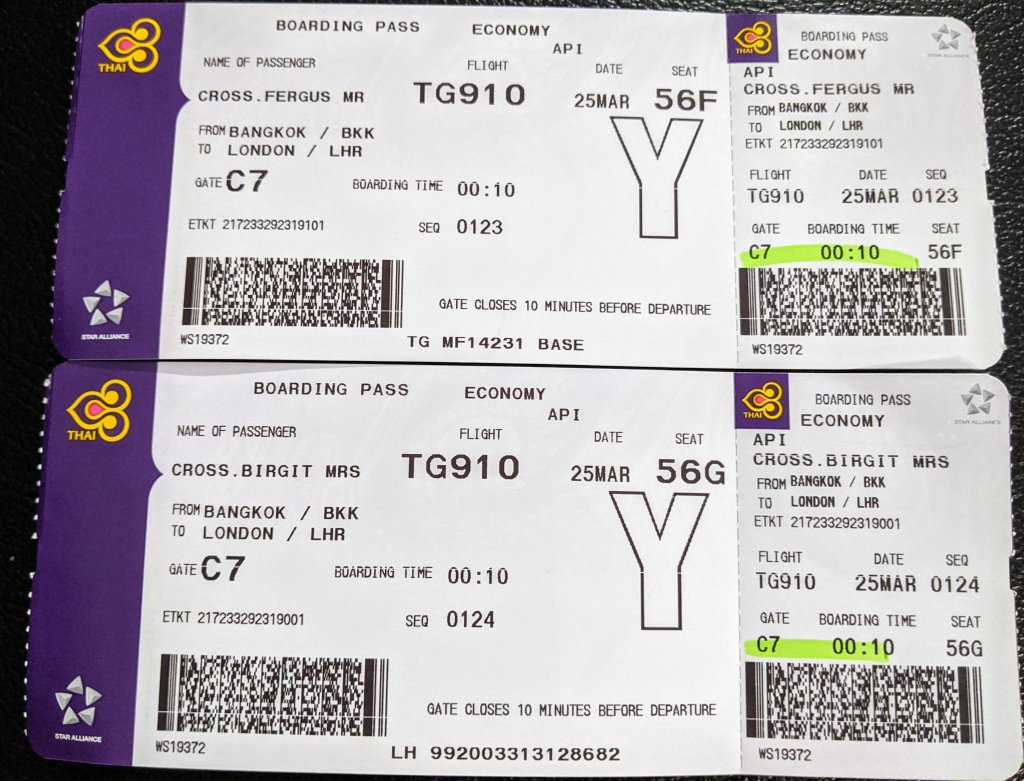 THAI
BOARDING PASS ECONOMY
API
NAME OF PASSENGER FLIGHT DATE SEAT
CROSS.FERGUS MR TG910 25MAR 56F
FROM BANGKOK / BKK
TO LONDON / LHR
Y
GATE C7 BOARDING TIME 00:10
ETKT 217233292319101 SEQ 0123
GATE CLOSES 10 MINUTES BEFORE DEPARTURE
STAR ALLIANCE
WS19372 TG MF14231 BASE
THAI
BOARDING PASS
STAR ALLIANCE
ECONOMY
API
CROSS.FERGUS MR
FROM BANGKOK / BKK
TO LONDON / LHR
ETKT 217233292319101
FLIGHT DATE SEQ
TG910 25MAR 0123
GATE BOARDING TIME SEAT
C7 00:10 56F
WS19372
THAI
BOARDING PASS ECONOMY
API
NAME OF PASSENGER FLIGHT DATE SEAT
CROSS.BIRGIT MRS TG910 25MAR 56G
FROM BANGKOK / BKK
TO LONDON / LHR
Y
GATE C7 BOARDING TIME 00:10
ETKT 217233292319001 SEQ 0124
GATE CLOSES 10 MINUTES BEFORE DEPARTURE
STAR ALLIANCE
WS19372 LH 992003313128682
THAI
BOARDING PASS
STAR ALLIANCE
ECONOMY
API
CROSS.BIRGIT MRS
FROM BANGKOK / BKK
TO LONDON / LHR
ETKT 217233292319001
FLIGHT DATE SEQ
TG910 25MAR 0124
GATE BOARDING TIME SEAT
C7 00:10 56G
WS19372